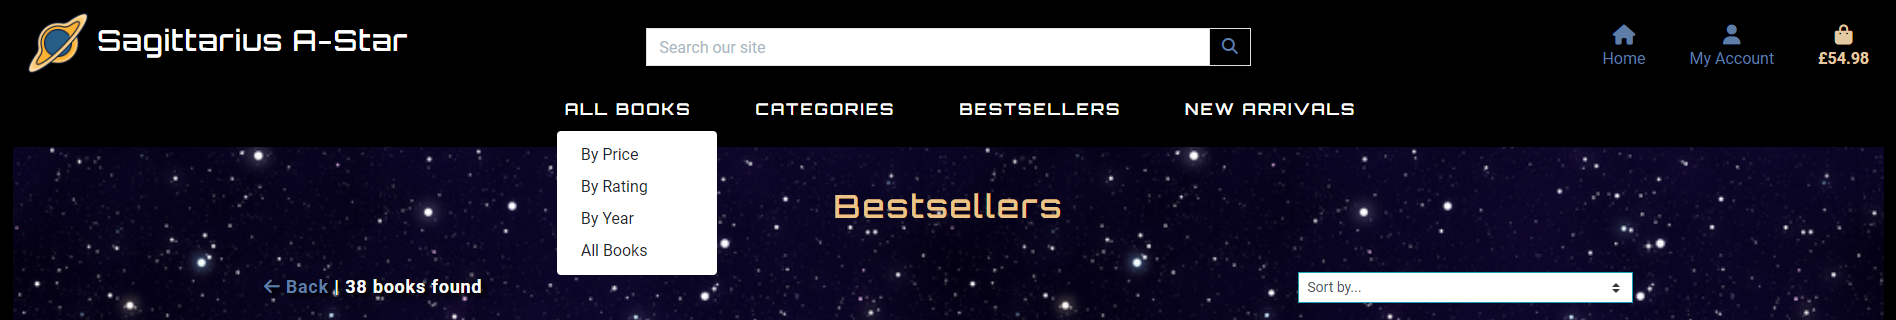 Sagittarius A-Star
Search our site
Home
My Account
£54.98
ALL BOOKS
CATEGORIES
BESTSELLERS
NEW ARRIVALS
By Price
By Rating
By Year
All Books
Bestsellers
Back | 38 books found
Sort by...